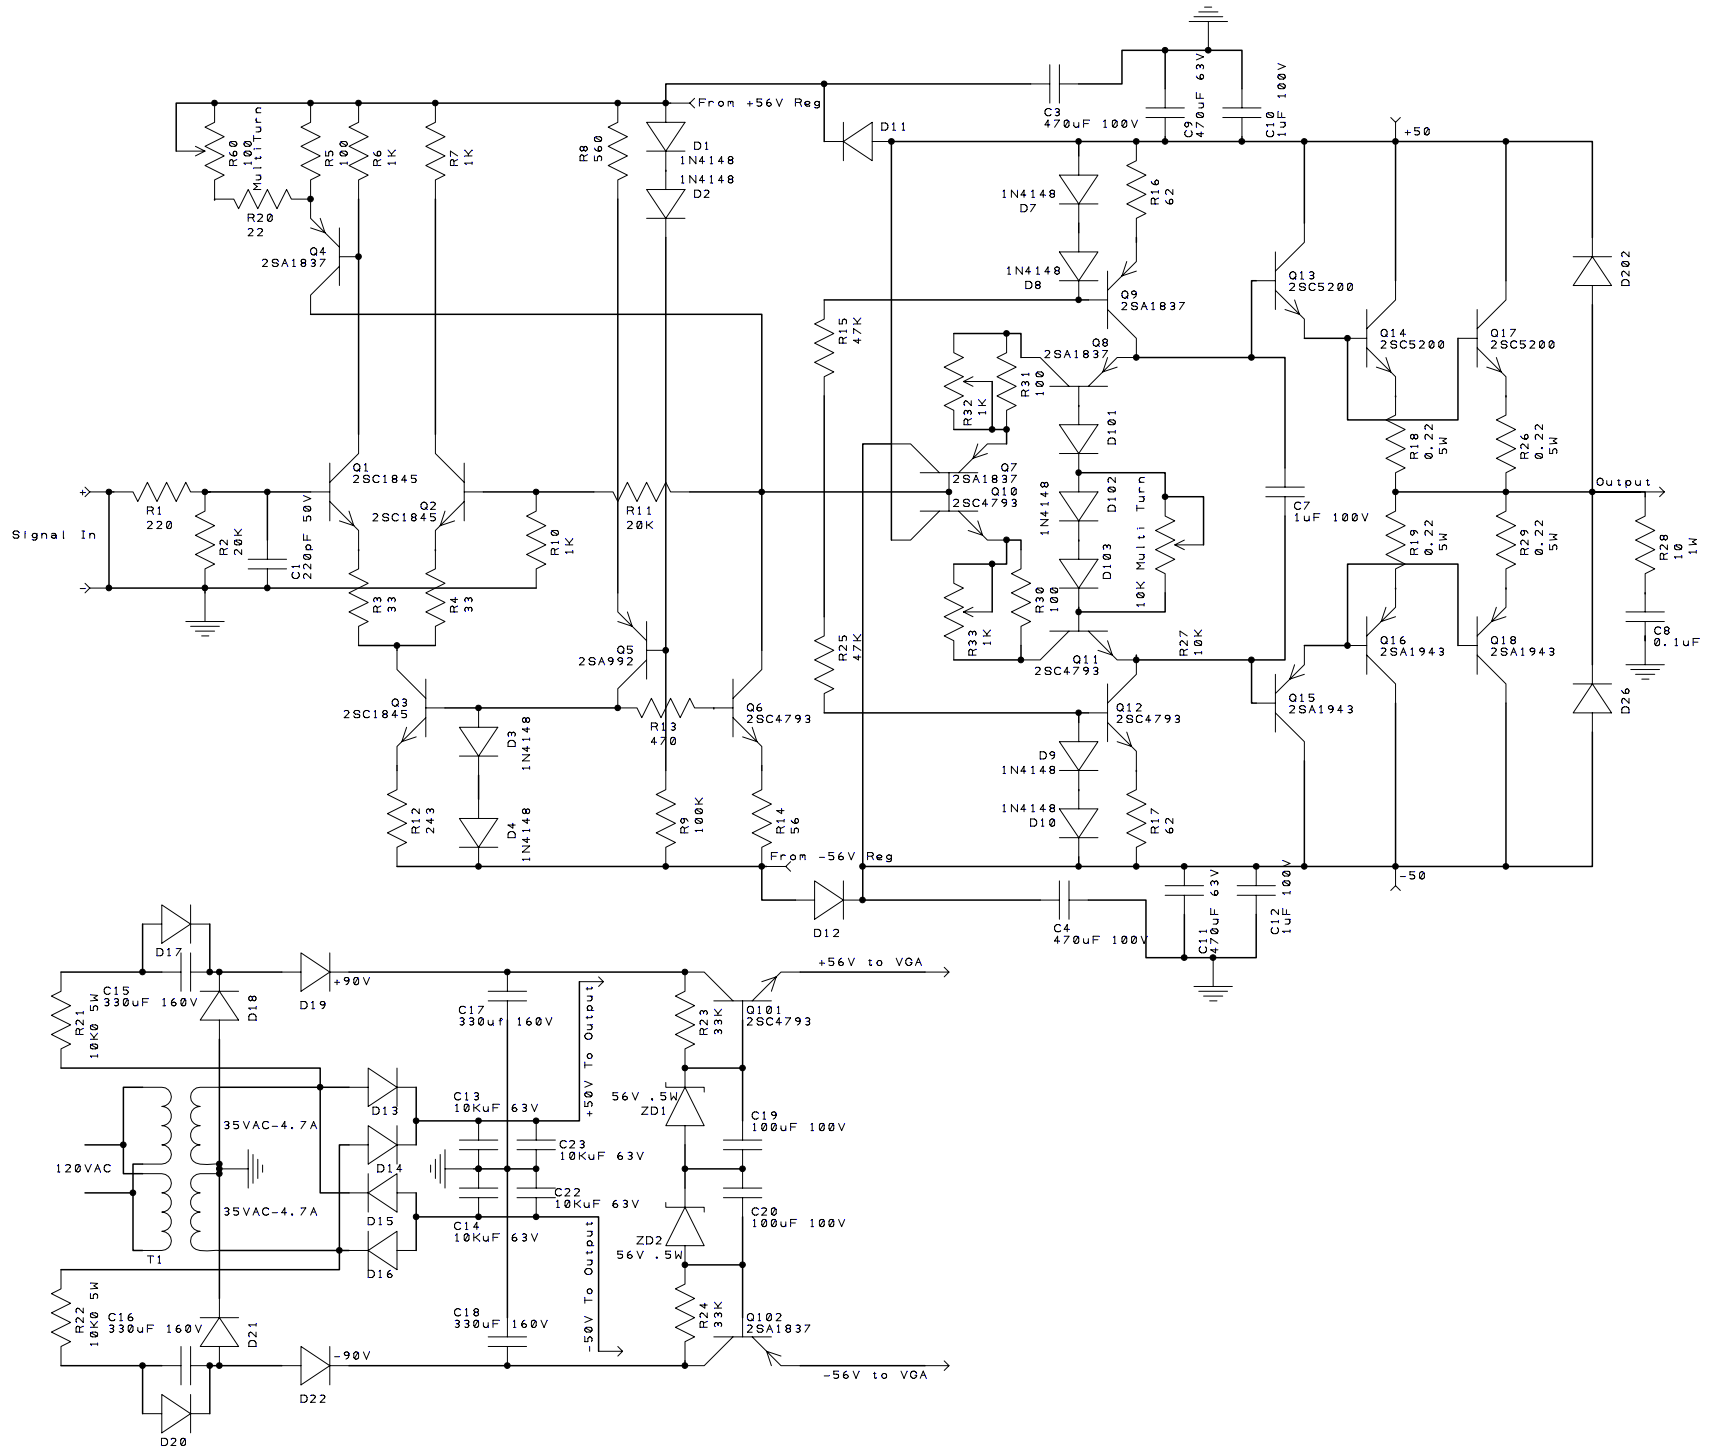 From +56V Reg
R60
100
MultiTurn
R5
100
R6
1K
R7
1K
R8
560
D1
1N4148
1N4148
D2
R20
22
Q4
2SA1837
C3
470uF 100V
C9
470uF 63V
C10
1uF 100V
D11
+50
1N4148
D7
R16
62
1N4148
D8
Q9
2SA1837
Q13
2SC5200
D202
R15
47K
Q8
2SA1837
Q14
2SC5200
Q17
2SC5200
R32
1K
R31
100
D101
R18
0.22
5W
R26
0.22
5W
Q1
2SC1845
Q2
2SC1845
R11
20K
Q7
2SA1837
Q10
2SC4793
D102
1N4148
10K Multi Turn
C7
1uF 100V
Output
+
R1
220
Signal In
-
R2
20K
C1
220pF 50V
R10
1K
D103
R19
0.22
5W
R29
0.22
5W
R28
10
1W
R3
33
R4
33
R33
1K
R30
100
Q11
2SC4793
R27
10K
Q16
2SA1943
Q18
2SA1943
C8
0.1uF
Q5
2SA992
R25
47K
Q3
2SC1845
R13
470
Q6
2SC4793
Q12
2SC4793
Q15
2SA1943
D26
D3
1N4148
D9
1N4148
R12
243
D4
1N4148
R9
100K
R14
56
1N4148
D10
R17
62
From -56V Reg
-50
D12
C4
470uF 100V
C11
470uF 63V
C12
1uF 100V
D17
C15
330uF 160V
D18
D19
+90V
+56V to VGA
R21
10K0 5W
C17
330uf 160V
+50V To Output
R23
33K
Q101
2SC4793
35VAC-4.7A
D13
C13
10KuF 63V
56V .5W
ZD1
C19
100uF 100V
120VAC
D14
C23
10KuF 63V
35VAC-4.7A
D15
C22
10KuF 63V
C14
10KuF 63V
C20
100uF 100V
T1
D16
ZD2
56V .5W
-50V To Output
R22
10K0 5W
C16
330uF 160V
D21
C18
330uF 160V
R24
33K
Q102
2SA1837
-90V
D22
-56V to VGA
D20